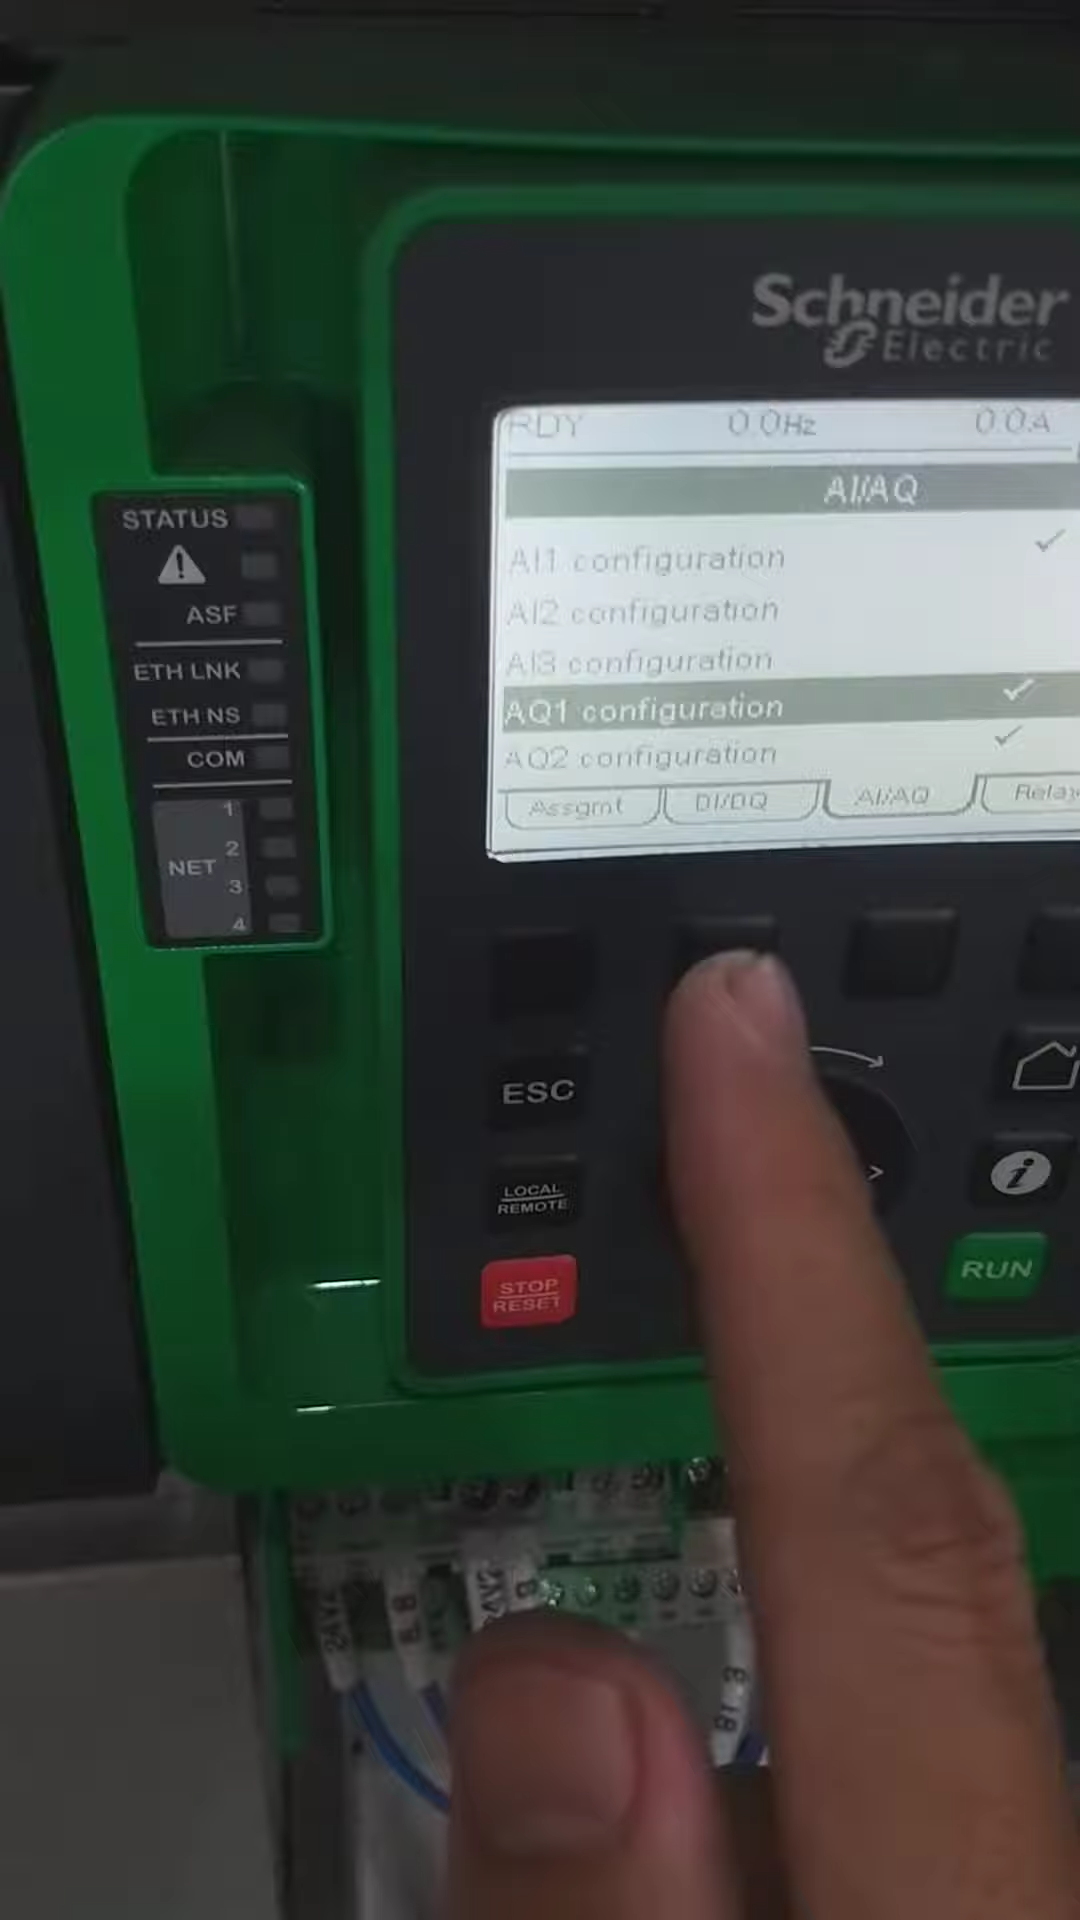 Schneider
Electric
RDY 0.0Hz 0.0A
AI/AQ
AI1 configuration
AI2 configuration
AI3 configuration
AQ1 configuration
AQ2 configuration
Assgmt DI/DQ AI/AQ Relay
STATUS
ASF
ETH LNK
ETH NS
COM
NET
1
2
3
4
ESC
LOCAL
REMOTE
STOP
RESET
RUN